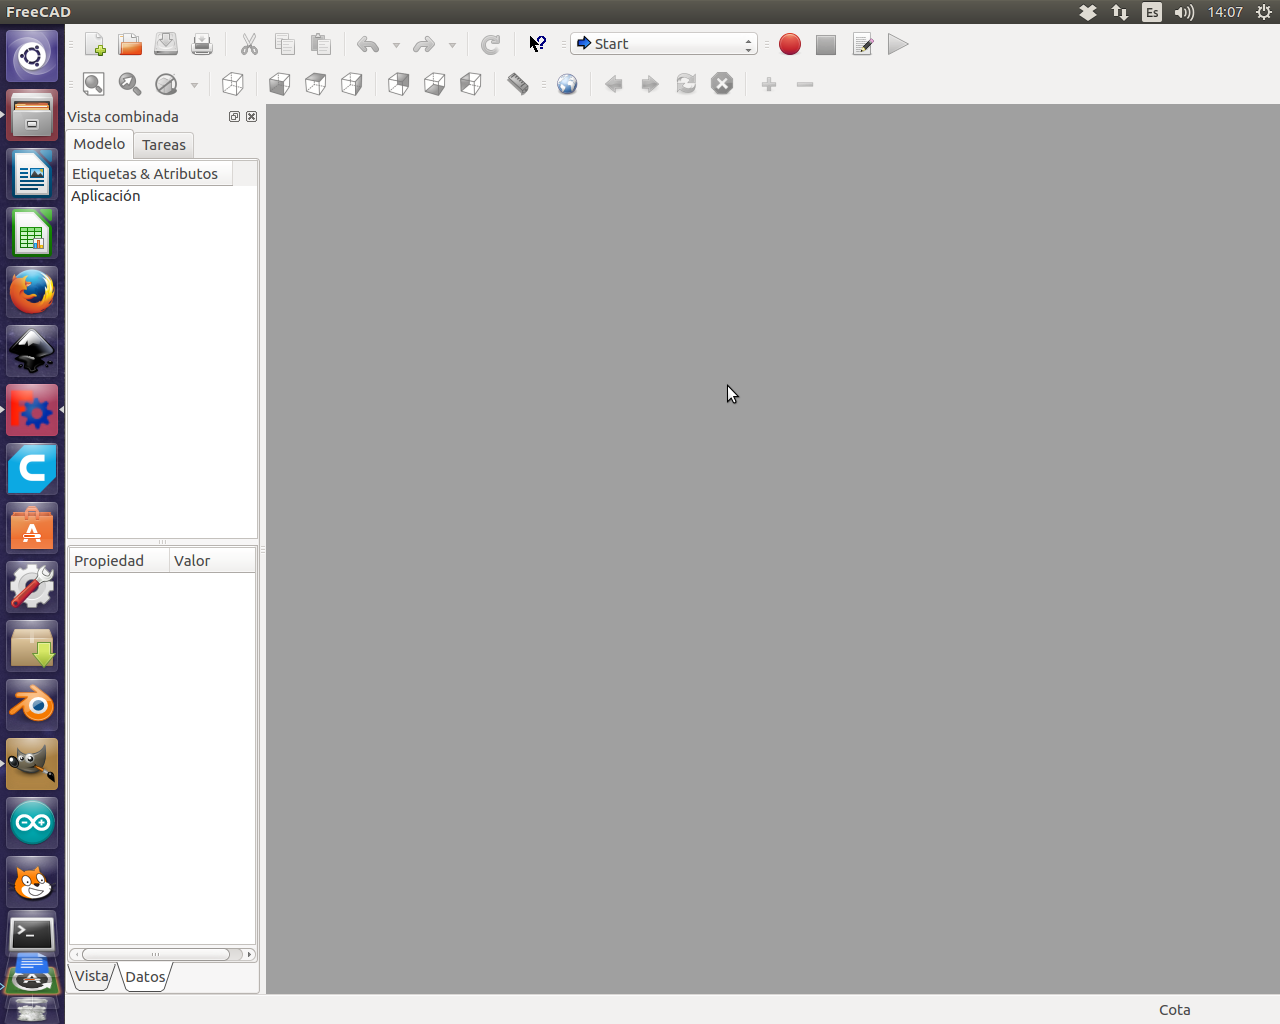 FreeCAD
Es
14:07
Start
Vista combinada
Modelo
Tareas
Etiquetas & Atributos
Aplicación
Propiedad
Valor
Vista
Datos
Cota